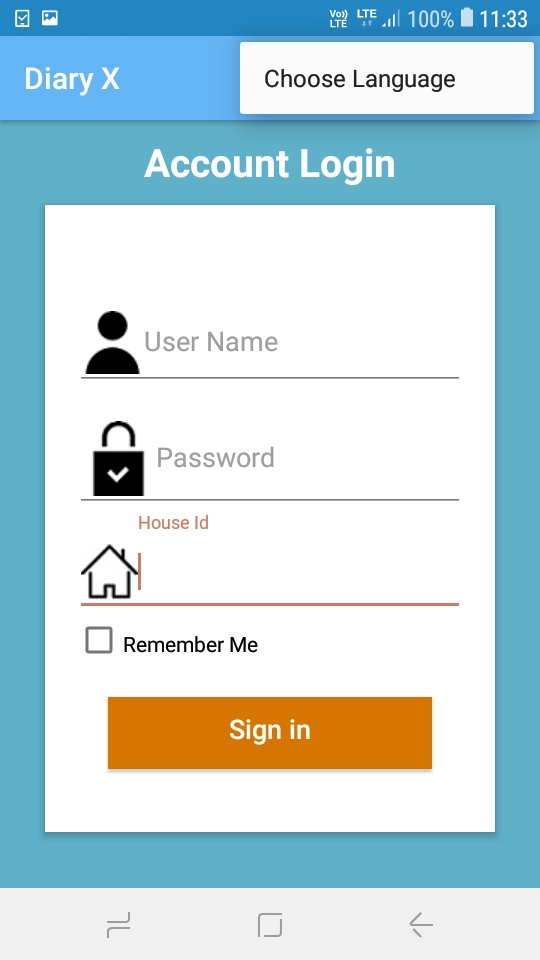 Vo)) LTE LTE 100% 11:33
Diary X
Choose Language
Account Login
User Name
Password
House Id
Remember Me
Sign in